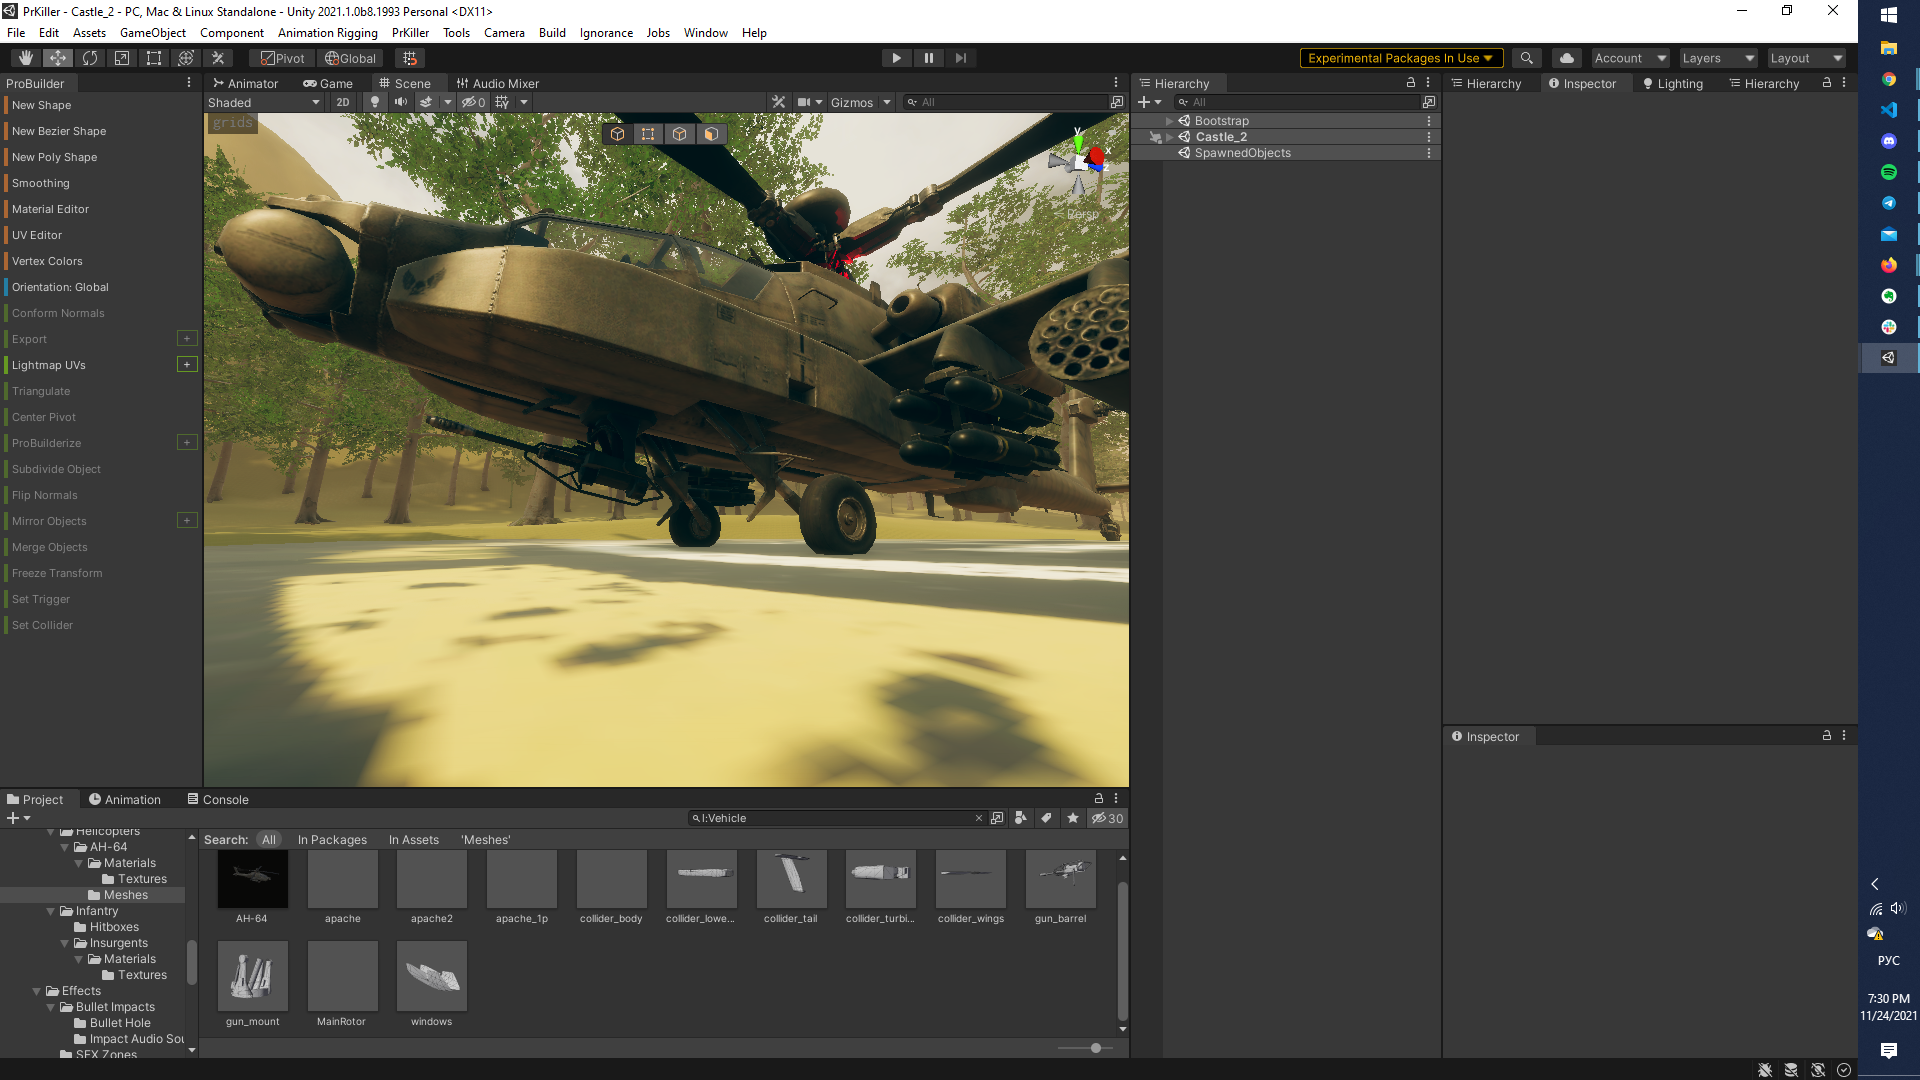 PrKiller - Castle_2 - PC, Mac & Linux Standalone - Unity 2021.1.0b8.1993 Personal <DX11>
File Edit Assets GameObject Component Animation Rigging PrKiller Tools Camera Build Ignorance Jobs Window Help
Pivot Global Experimental Packages In Use Account Layers Layout
ProBuilder Animator Game Scene Audio Mixer Hierarchy Hierarchy Inspector Lighting Hierarchy
Shaded 2D 0 Gizmos All All
New Shape
New Bezier Shape
New Poly Shape
Smoothing
Material Editor
UV Editor
Vertex Colors
Orientation: Global
Conform Normals
Export
Lightmap UVs
Triangulate
Center Pivot
ProBuilderize
Subdivide Object
Flip Normals
Mirror Objects
Merge Objects
Freeze Transform
Set Trigger
Set Collider
grids
y
x
Persp
Bootstrap
Castle_2
SpawnedObjects
Inspector
Project Animation Console
l:Vehicle 30
Search: All In Packages In Assets 'Meshes'
Helicopters
AH-64
Materials
Textures
Meshes
Infantry
Hitboxes
Insurgents
Materials
Textures
Effects
Bullet Impacts
Bullet Hole
Impact Audio Sou
SFX Zones
AH-64 apache apache2 apache_1p collider_body collider_lowe... collider_tail collider_turbi... collider_wings gun_barrel
gun_mount MainRotor windows
РУС
7:30 PM
11/24/2021